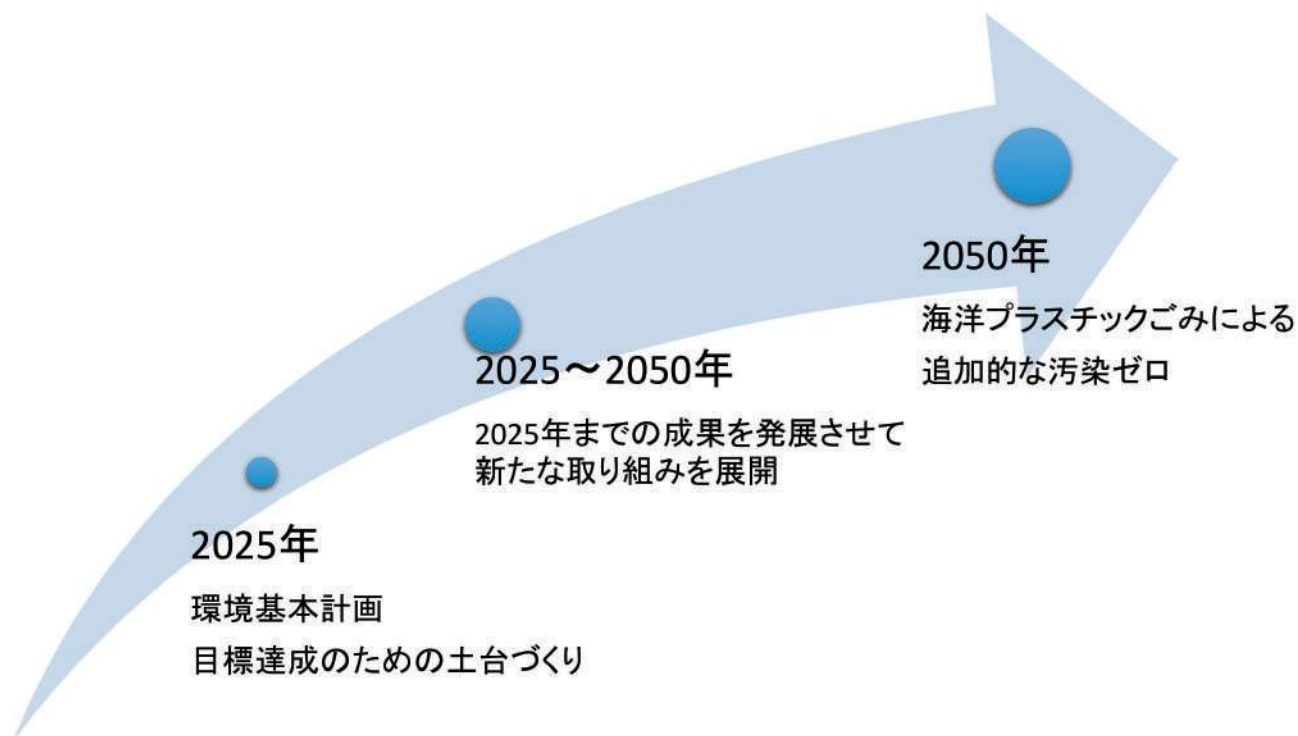 2050年
海洋プラスチックごみによる
追加的な汚染ゼロ
2025～2050年
2025年までの成果を発展させて
新たな取り組みを展開
2025年
環境基本計画
目標達成のための土台づくり